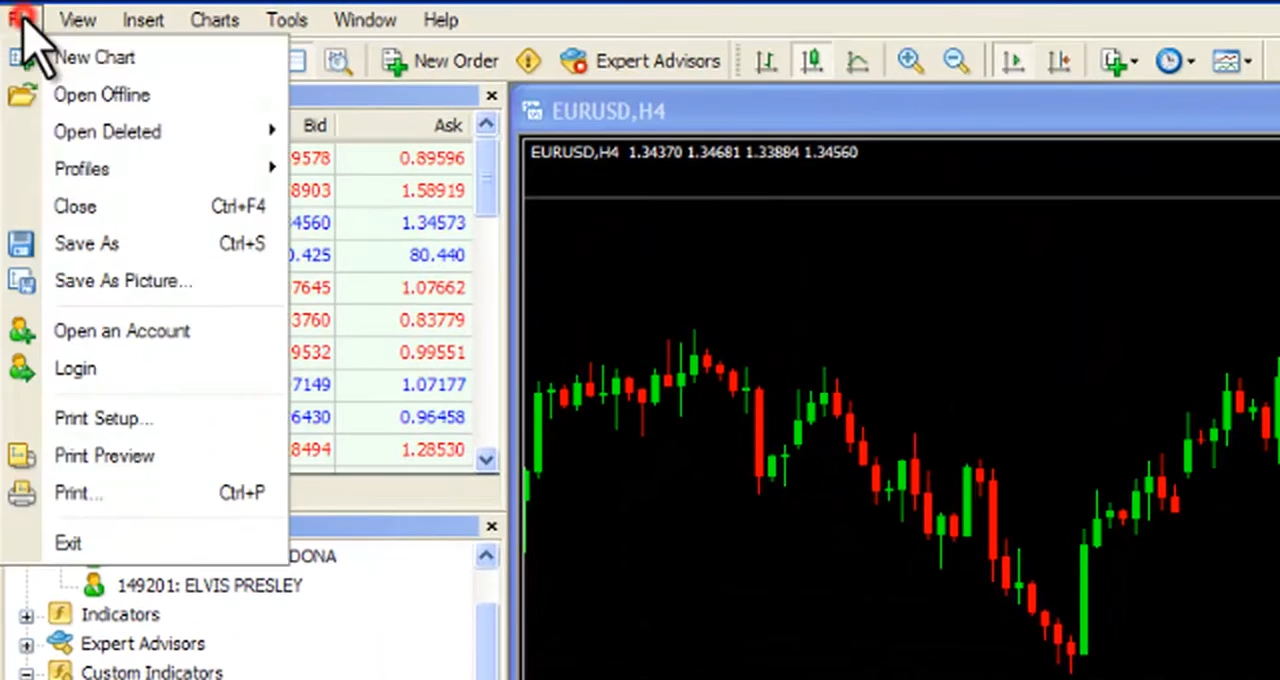 View Insert Charts Tools Window Help
New Order Expert Advisors
New Chart
Open Offline
Open Deleted
Profiles
Close Ctrl+F4
Save As Ctrl+S
Save As Picture...
Open an Account
Login
Print Setup...
Print Preview
Print... Ctrl+P
Exit
Bid Ask
9578 0.89596
8903 1.58919
4560 1.34573
0.425 80.440
7645 1.07662
3760 0.83779
9532 0.99551
7149 1.07177
6430 0.96458
8494 1.28530
DONA
149201: ELVIS PRESLEY
Indicators
Expert Advisors
Custom Indicators
EURUSD,H4
EURUSD,H4 1.34370 1.34681 1.33884 1.34560